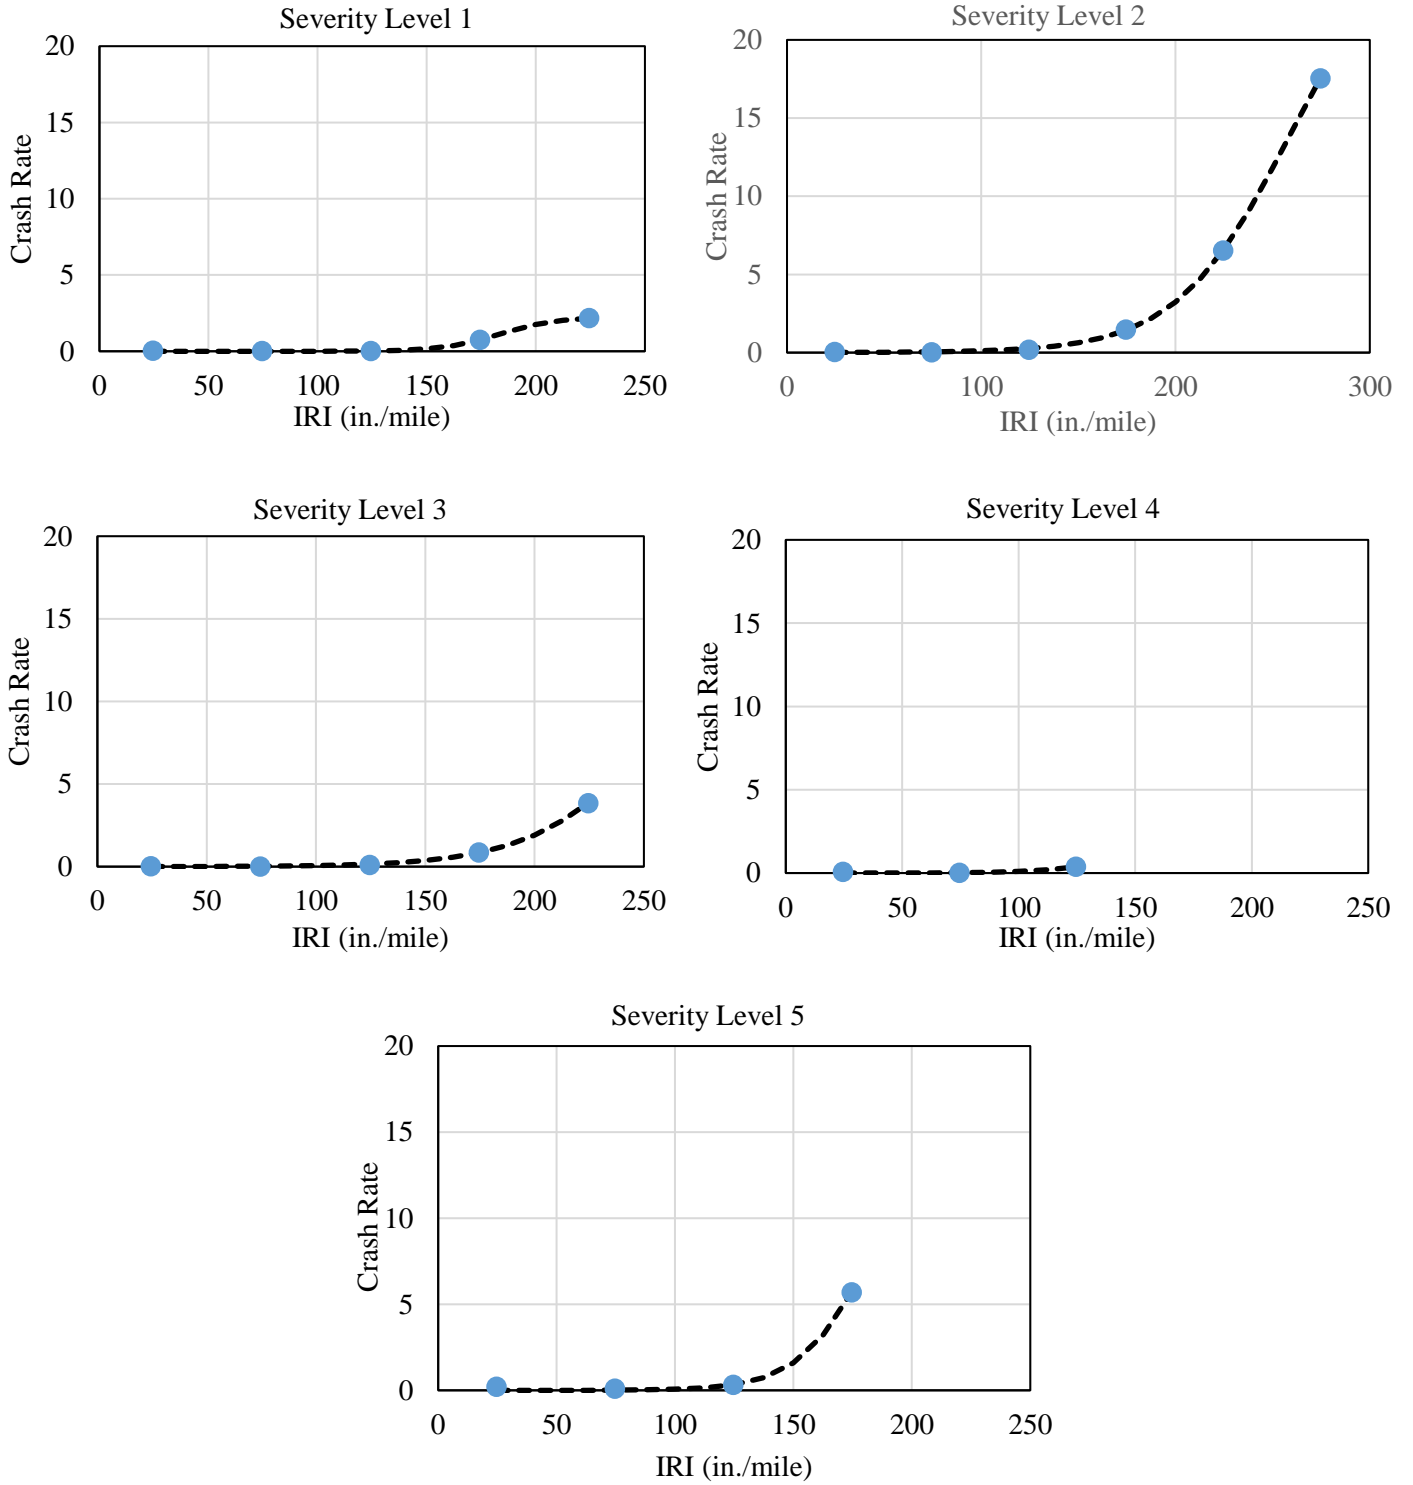 Severity Level 1
20
15
10
5
0
Crash Rate
0 50 100 150 200 250
IRI (in./mile)
Severity Level 2
20
15
10
5
0
Crash Rate
0 100 200 300
IRI (in./mile)
Severity Level 3
20
15
10
5
0
Crash Rate
0 50 100 150 200 250
IRI (in./mile)
Severity Level 4
20
15
10
5
0
Crash Rate
0 50 100 150 200 250
IRI (in./mile)
Severity Level 5
20
15
10
5
0
Crash Rate
0 50 100 150 200 250
IRI (in./mile)